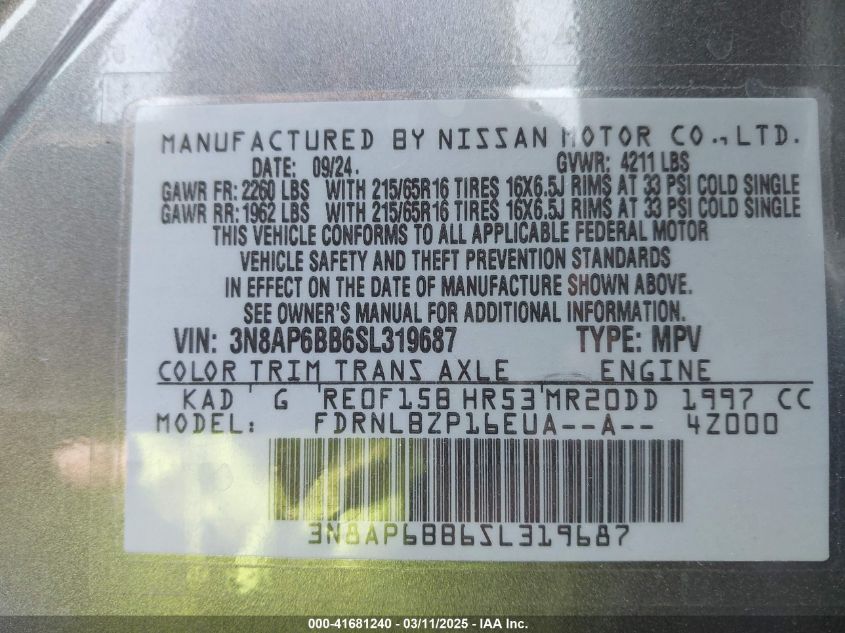 MANUFACTURED BY NISSAN MOTOR CO., LTD.
DATE: 09/24. GVWR: 4211 LBS
GAWR FR: 2260 LBS WITH 215/65R16 TIRES 16X6.5J RIMS AT 33 PSI COLD SINGLE
GAWR RR: 1962 LBS WITH 215/65R16 TIRES 16X6.5J RIMS AT 33 PSI COLD SINGLE
THIS VEHICLE CONFORMS TO ALL APPLICABLE FEDERAL MOTOR
VEHICLE SAFETY AND THEFT PREVENTION STANDARDS
IN EFFECT ON THE DATE OF MANUFACTURE SHOWN ABOVE.
SEE OWNER'S MANUAL FOR ADDITIONAL INFORMATION.
VIN: 3N8AP6BB6SL319687 TYPE: MPV
COLOR TRIM TRANS AXLE ENGINE
KAD G RE0F15B HR53 MR20DD 1997 CC
MODEL: FDRNLBZP16EUA--A-- 4Z000
3N8AP6BB6SL319687
000-41681240 - 03/11/2025 - IAA Inc.